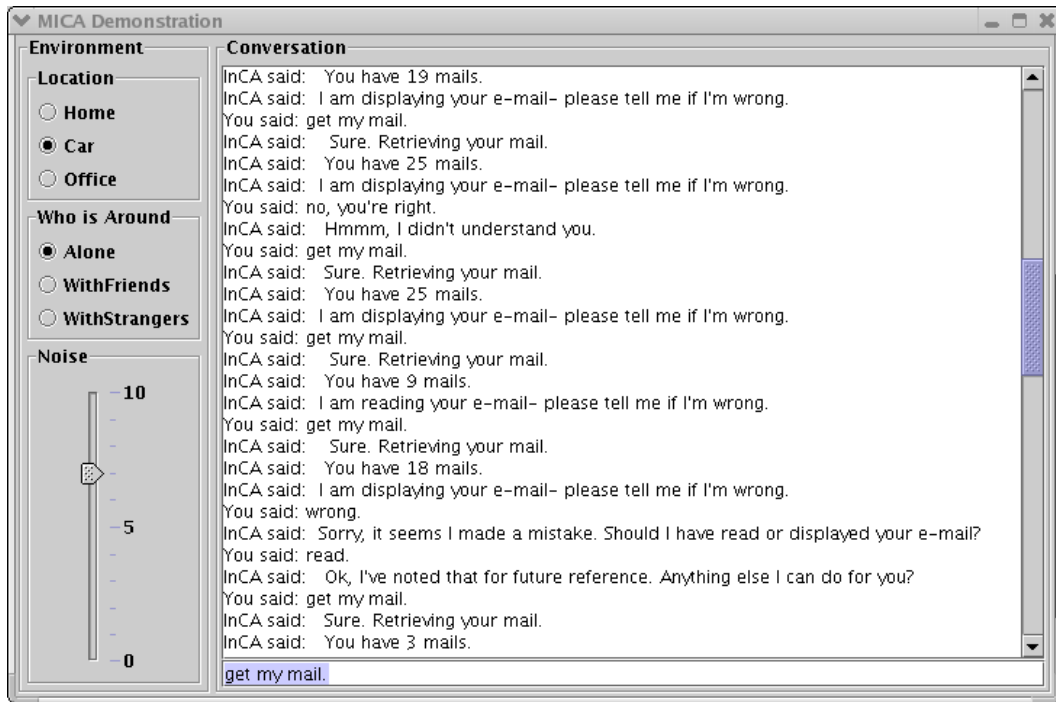 MICA Demonstration
Environment
Location
Home
Car
Office
Who is Around
Alone
WithFriends
WithStrangers
Noise
10
5
0
Conversation
InCA said: You have 19 mails.
InCA said: I am displaying your e-mail- please tell me if I'm wrong.
You said: get my mail.
InCA said: Sure. Retrieving your mail.
InCA said: You have 25 mails.
InCA said: I am displaying your e-mail- please tell me if I'm wrong.
You said: no, you're right.
InCA said: Hmmm, I didn't understand you.
You said: get my mail.
InCA said: Sure. Retrieving your mail.
InCA said: You have 25 mails.
InCA said: I am displaying your e-mail- please tell me if I'm wrong.
You said: get my mail.
InCA said: Sure. Retrieving your mail.
InCA said: You have 9 mails.
InCA said: I am reading your e-mail- please tell me if I'm wrong.
You said: get my mail.
InCA said: Sure. Retrieving your mail.
InCA said: You have 18 mails.
InCA said: I am displaying your e-mail- please tell me if I'm wrong.
You said: wrong.
InCA said: Sorry, it seems I made a mistake. Should I have read or displayed your e-mail?
You said: read.
InCA said: Ok, I've noted that for future reference. Anything else I can do for you?
You said: get my mail.
InCA said: Sure. Retrieving your mail.
InCA said: You have 3 mails.
get my mail.